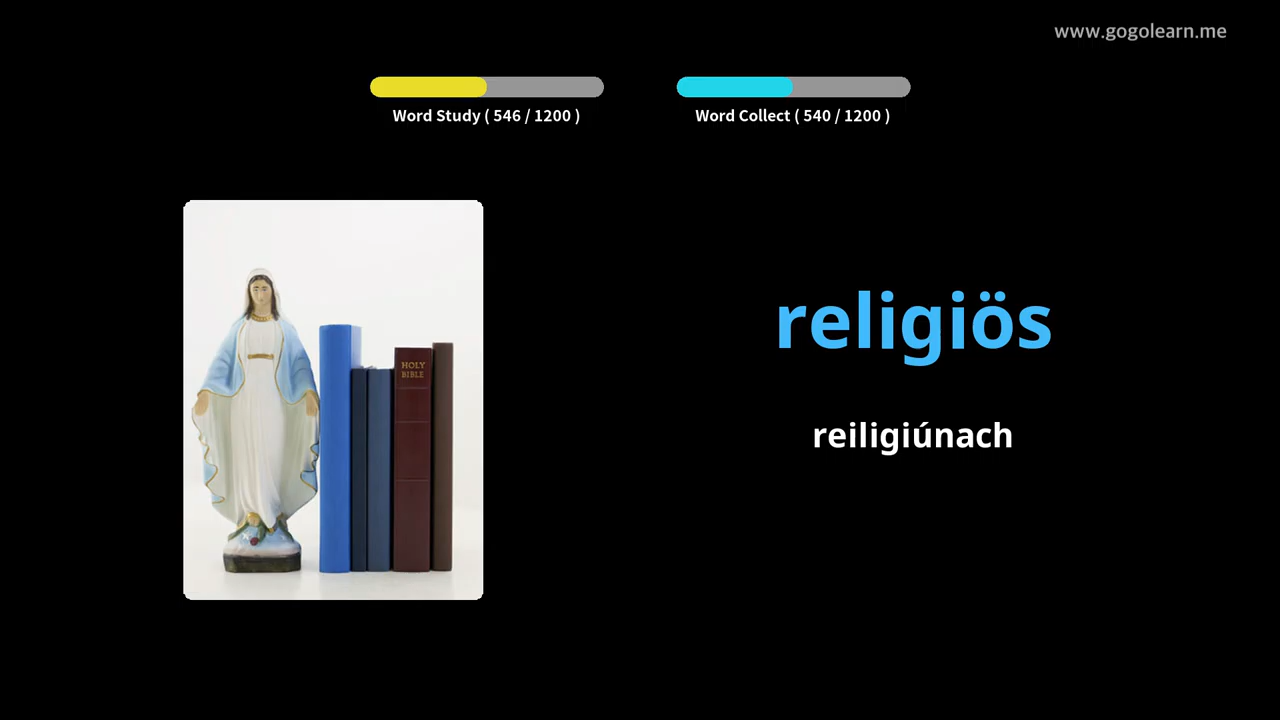 www.gogolearn.me
Word Study ( 546 / 1200 )
Word Collect ( 540 / 1200 )
HOLY
BIBLE
religiös
reiligiúnach